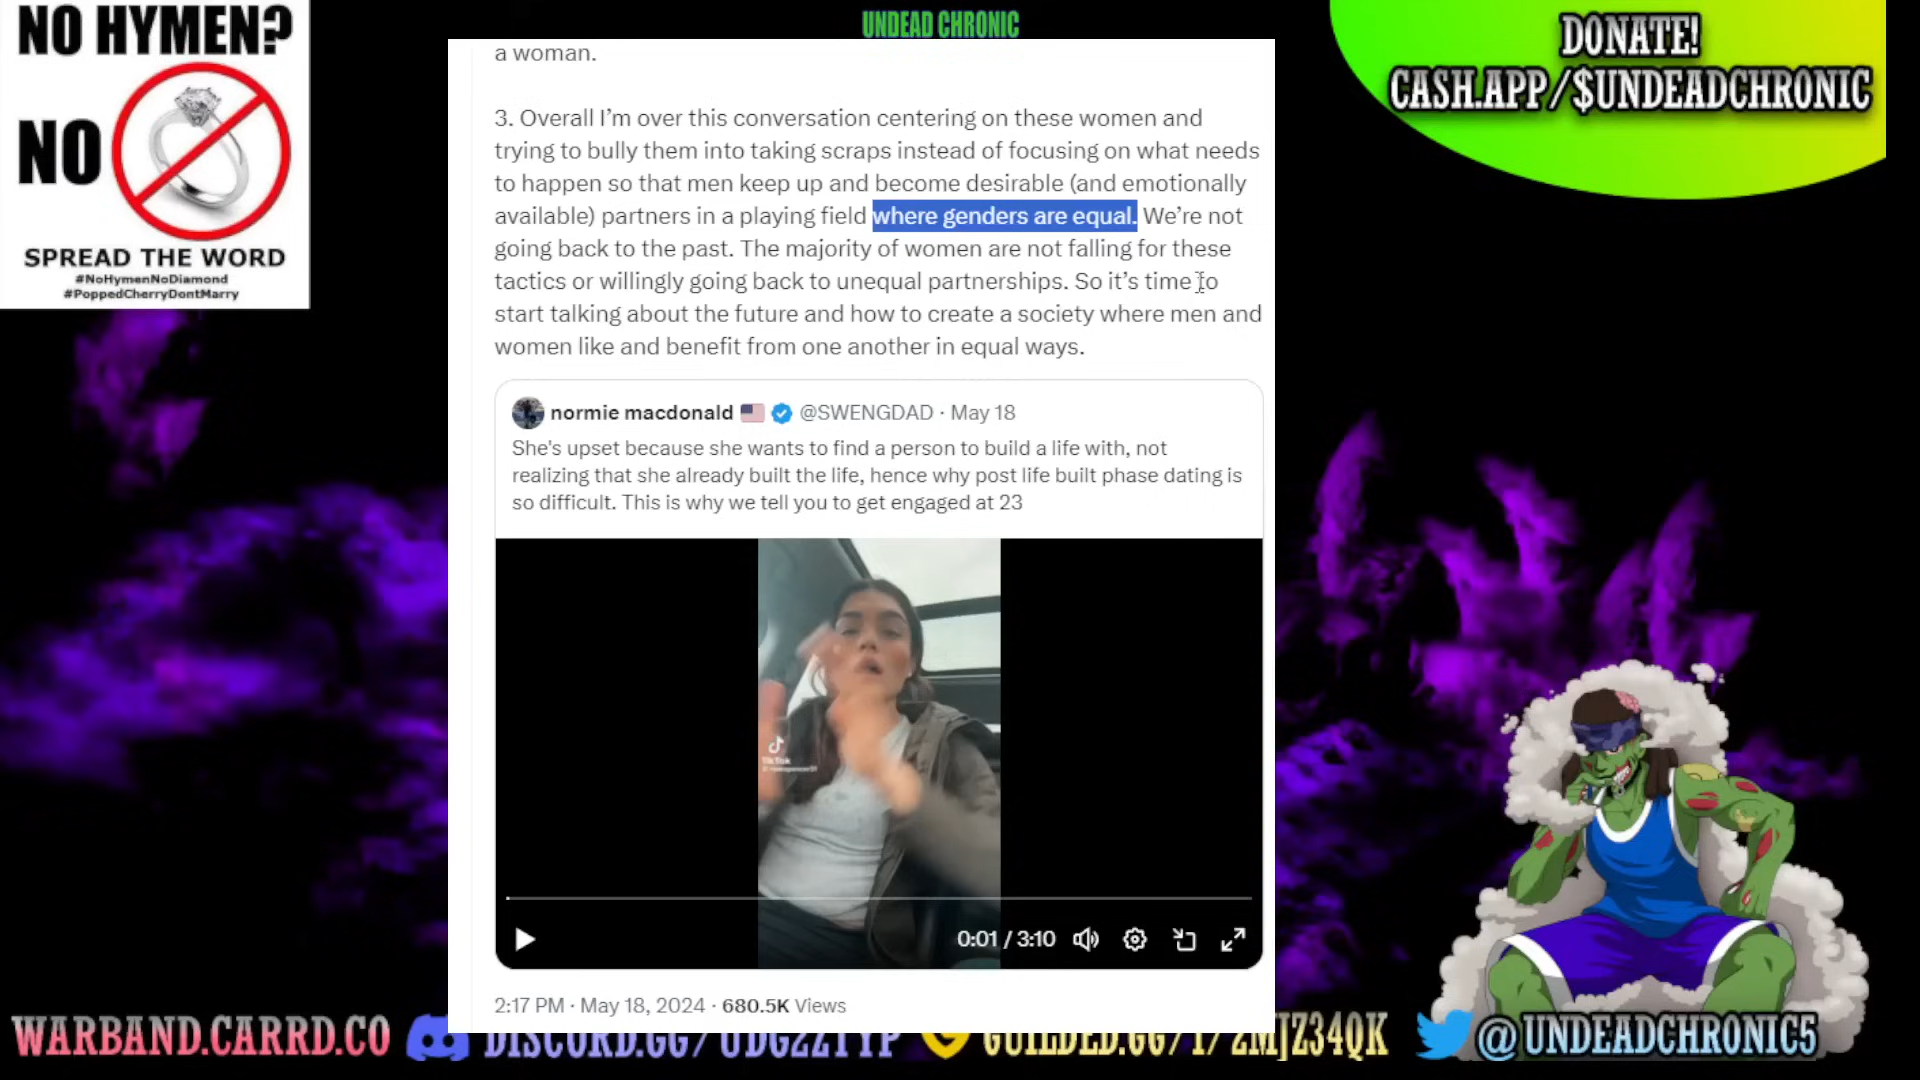 NO HYMEN?
NO
SPREAD THE WORD
#NoHymenNoDiamond
#PoppedCherryDontMarry
UNDEAD CHRONIC
DONATE!
CASH.APP/$UNDEADCHRONIC
a woman.
3. Overall I’m over this conversation centering on these women and
trying to bully them into taking scraps instead of focusing on what needs
to happen so that men keep up and become desirable (and emotionally
available) partners in a playing field where genders are equal. We’re not
going back to the past. The majority of women are not falling for these
tactics or willingly going back to unequal partnerships. So it’s time to
start talking about the future and how to create a society where men and
women like and benefit from one another in equal ways.
normie macdonald @SWENGDAD · May 18
She's upset because she wants to find a person to build a life with, not
realizing that she already built the life, hence why post life built phase dating is
so difficult. This is why we tell you to get engaged at 23
TikTok
0:01 / 3:10
2:17 PM · May 18, 2024 · 680.5K Views
WARBAND.CARRD.CO
@UNDEADCHRONIC5